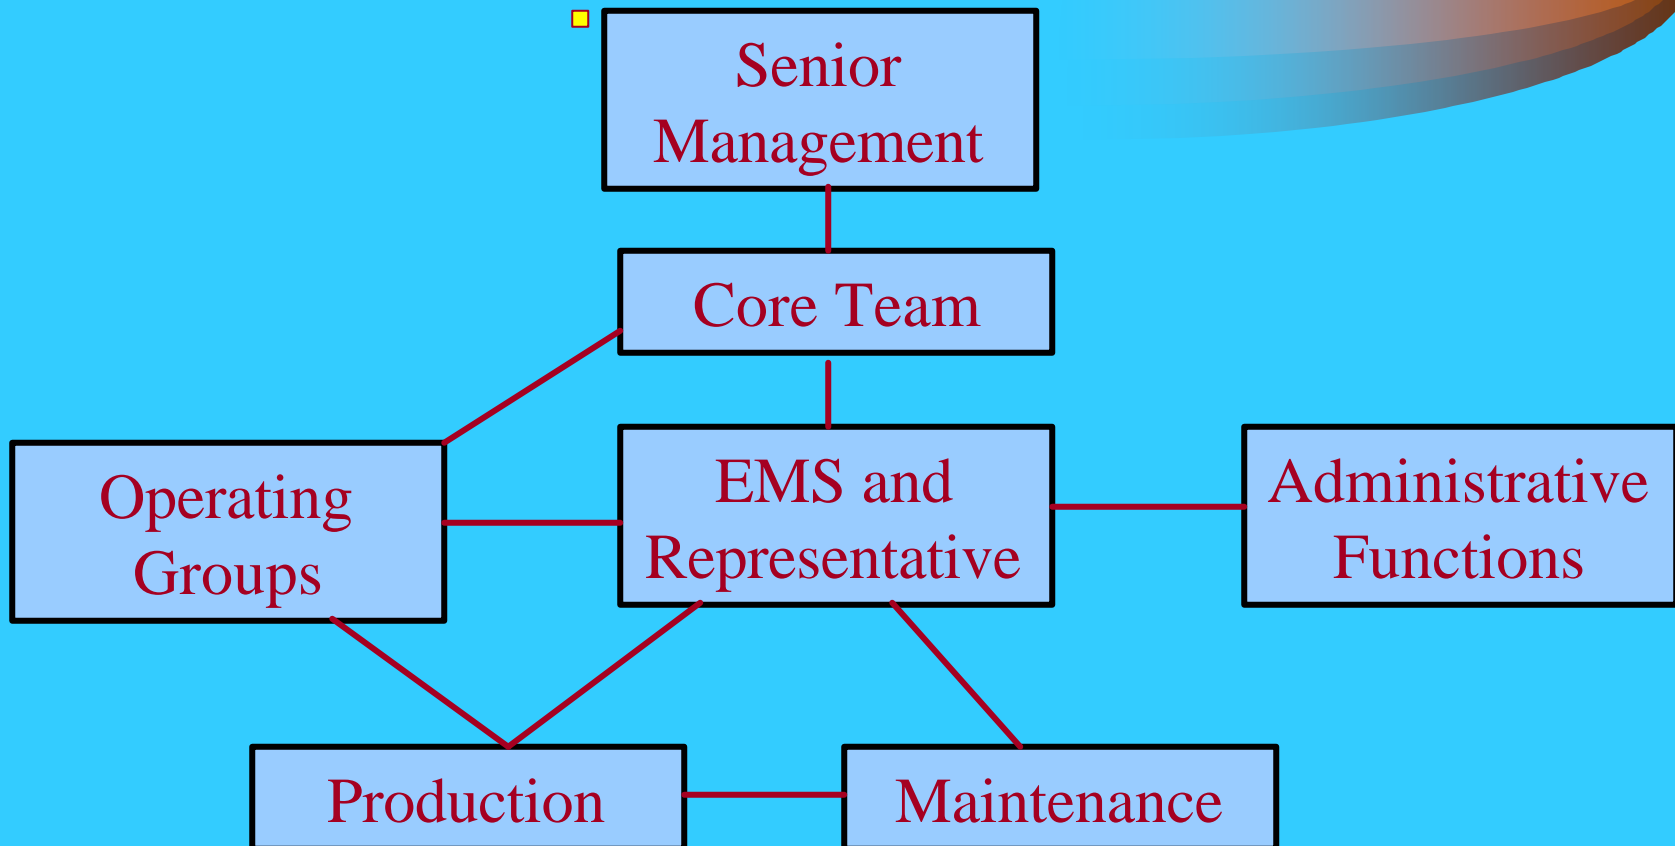 Senior
Management
Core Team
Operating
Groups
EMS and
Representative
Administrative
Functions
Production
Maintenance